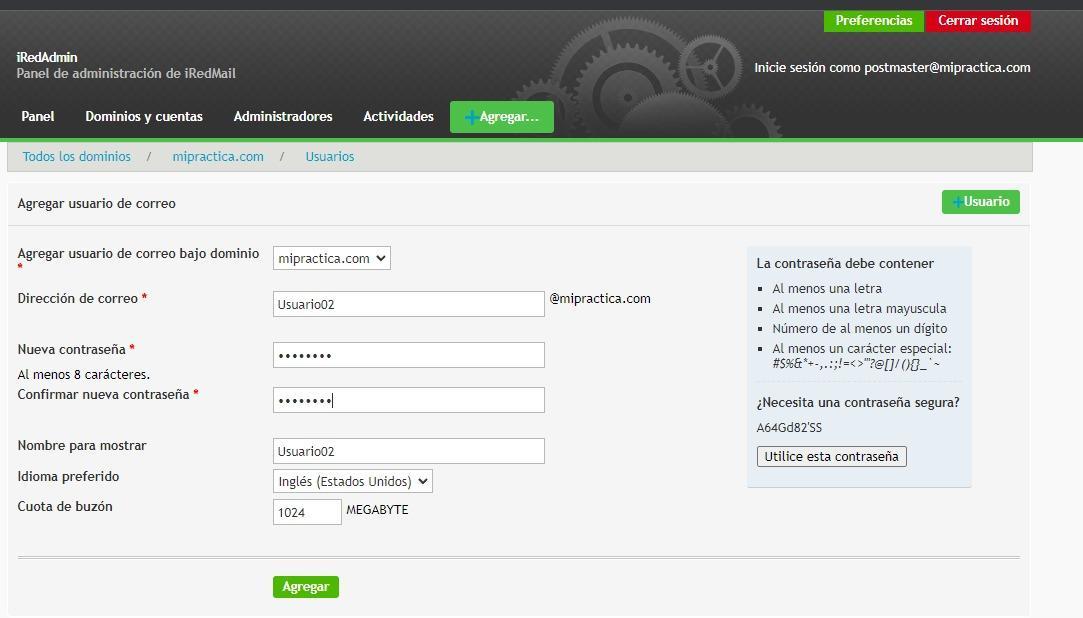 Preferencias Cerrar sesión
iRedAdmin
Panel de administración de iRedMail
Inicie sesión como postmaster@mipractica.com
Panel Dominios y cuentas Administradores Actividades +Agregar...
Todos los dominios / mipractica.com / Usuarios
Agregar usuario de correo
+Usuario
Agregar usuario de correo bajo dominio
*
mipractica.com
Dirección de correo *
Usuario02
@mipractica.com
Nueva contraseña *
••••••••
Al menos 8 carácteres.
Confirmar nueva contraseña *
••••••••
Nombre para mostrar
Usuario02
Idioma preferido
Inglés (Estados Unidos)
Cuota de buzón
1024
MEGABYTE
Agregar
La contraseña debe contener
Al menos una letra
Al menos una letra mayuscula
Número de al menos un dígito
Al menos un carácter especial:
#$%&*+-,.:;!=<>'"?@[]/(){}_`~
¿Necesita una contraseña segura?
A64Gd82'SS
Utilice esta contraseña